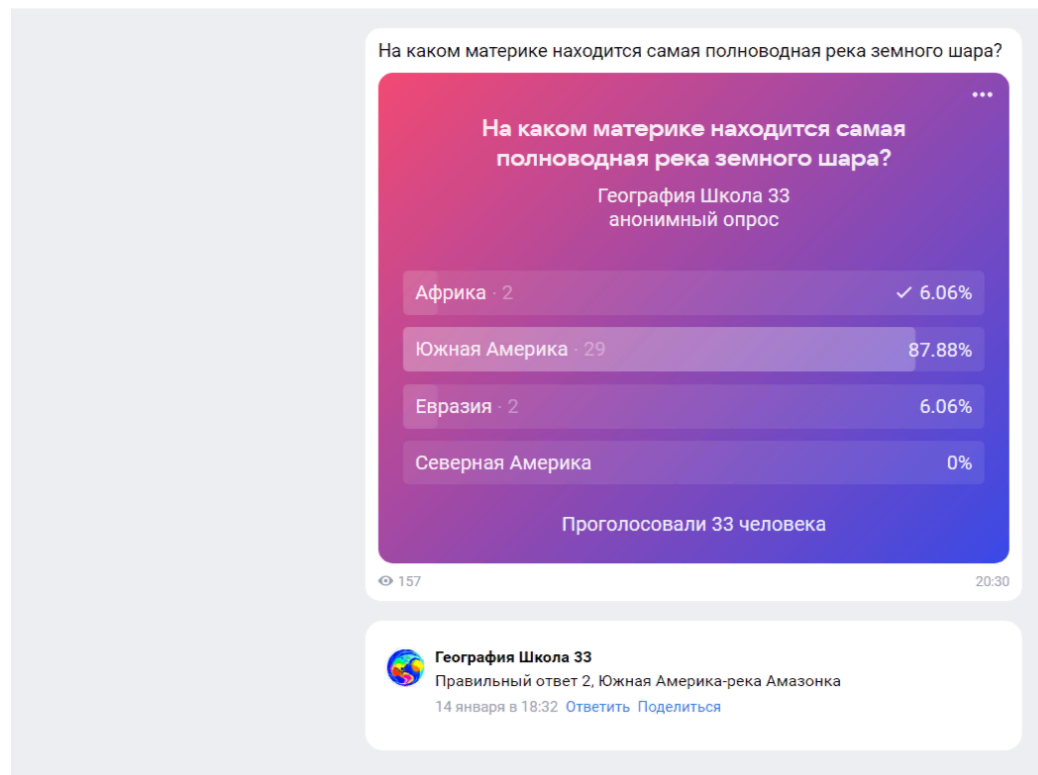 На каком материке находится самая полноводная река земного шара?
На каком материке находится самая
полноводная река земного шара?
География Школа 33
анонимный опрос
Африка · 2 ✓ 6.06%
Южная Америка · 29 87.88%
Евразия · 2 6.06%
Северная Америка 0%
Проголосовали 33 человека
157 20:30
География Школа 33
Правильный ответ 2, Южная Америка-река Амазонка
14 января в 18:32 Ответить Поделиться